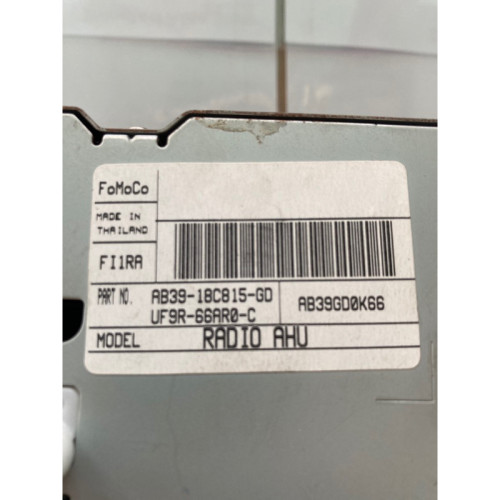 FoMoCo
MADE IN
THAILAND
FI1RA
PART NO. AB39-18C815-GD
UF9R-66AR0-C
AB39GD0K66
MODEL RADIO AHU